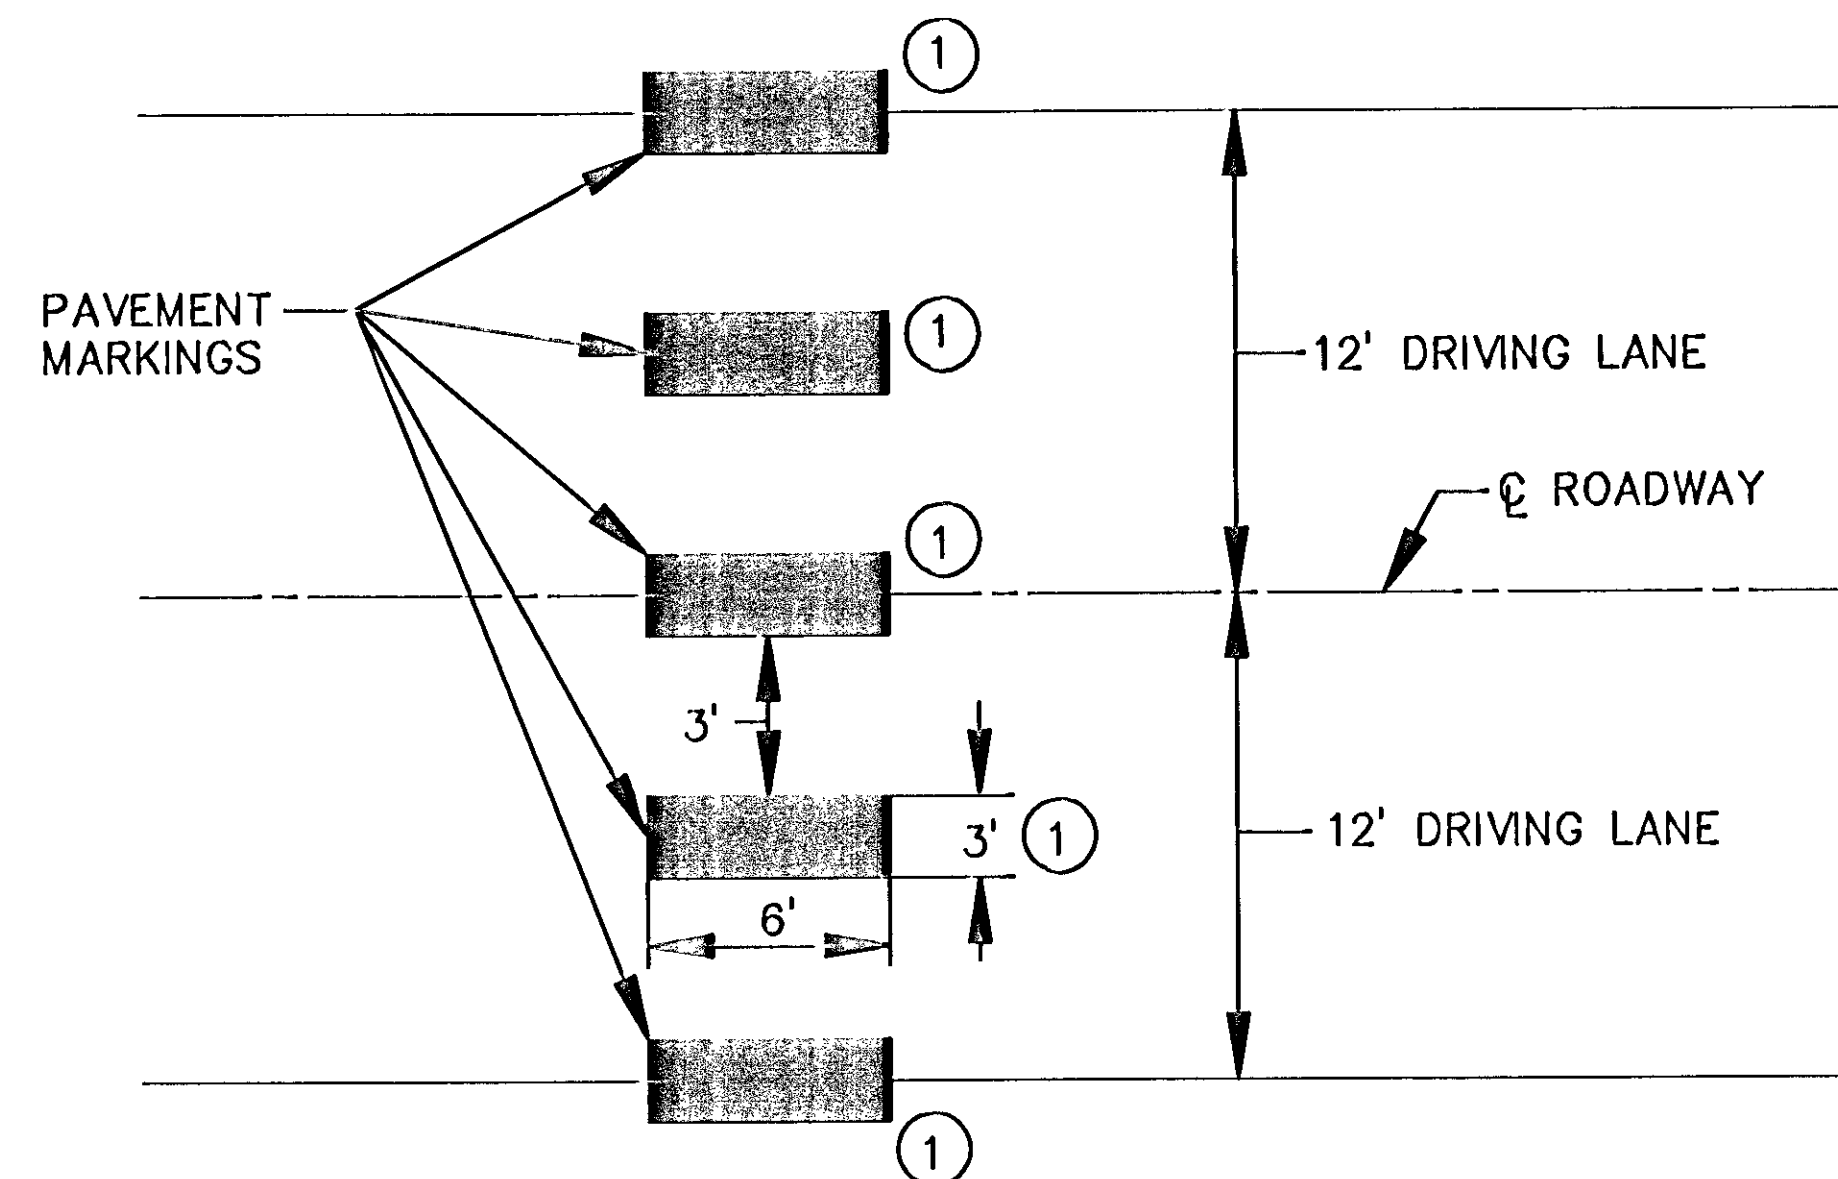 1
PAVEMENT
MARKINGS
1
12' DRIVING LANE
℄ ROADWAY
1
3'
3'
1
12' DRIVING LANE
6'
1